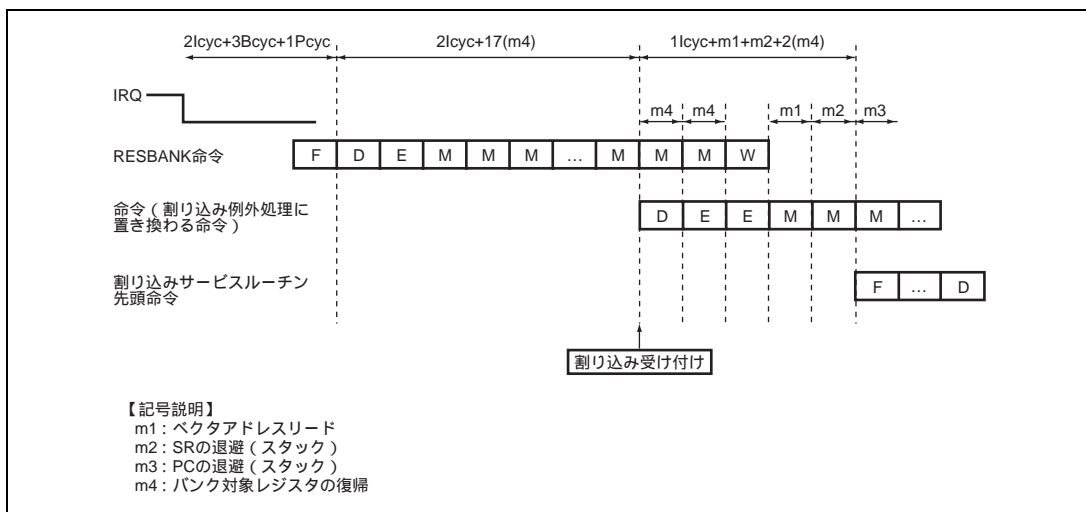 2Icyc+3Bcyc+1Pcyc 2Icyc+17(m4) 1Icyc+m1+m2+2(m4)
IRQ
m4 m4 m1 m2 m3
RESBANK命令 F D E M M M … M M M W
命令（割り込み例外処理に
置き換わる命令） D E E M M M …
割り込みサービスルーチン
先頭命令 F … D
割り込み受け付け
【記号説明】
m1：ベクタアドレスリード
m2：SRの退避（スタック）
m3：PCの退避（スタック）
m4：バンク対象レジスタの復帰